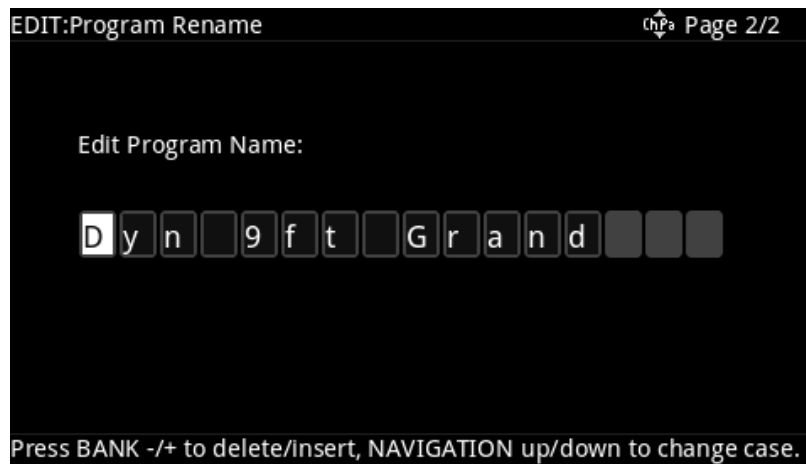 EDIT:Program Rename ChPa Page 2/2
Edit Program Name:
Dyn 9ft Grand
Press BANK -/+ to delete/insert, NAVIGATION up/down to change case.